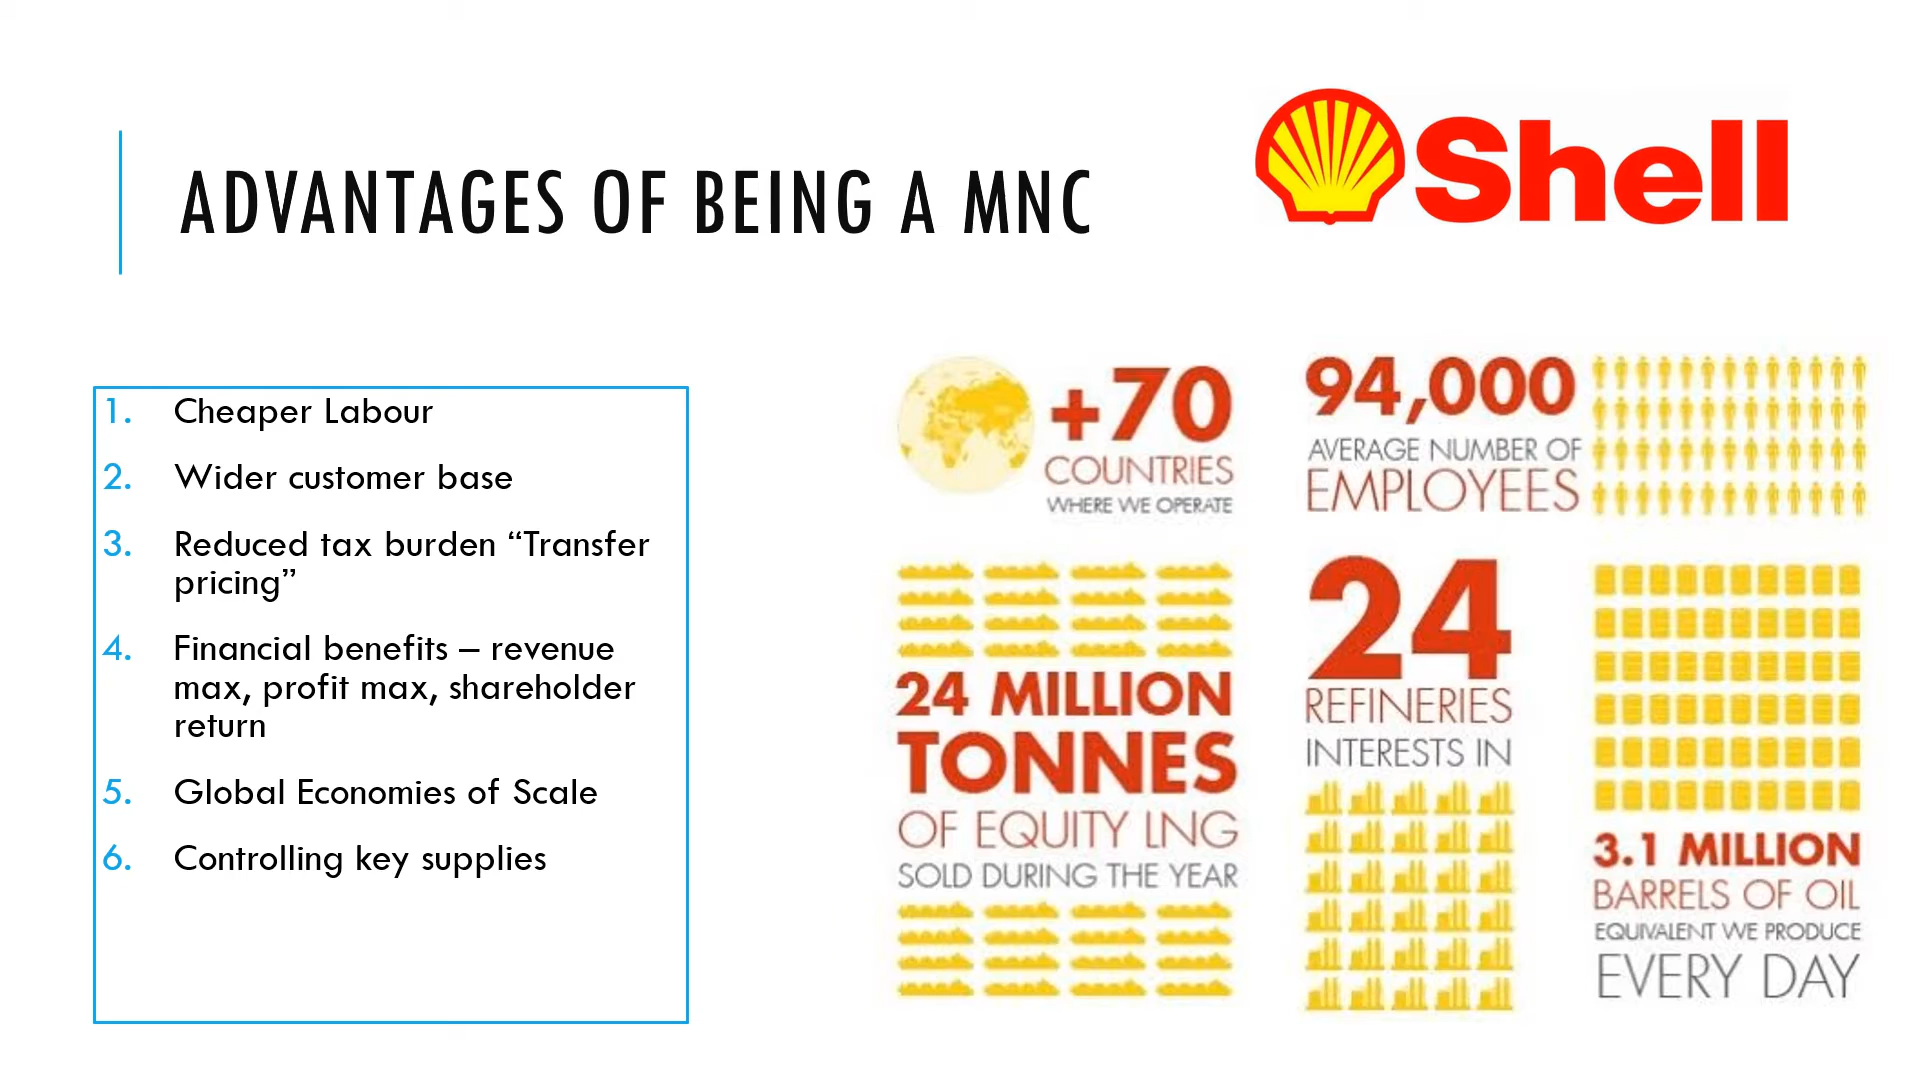 ADVANTAGES OF BEING A MNC
Shell
1. Cheaper Labour
2. Wider customer base
3. Reduced tax burden “Transfer
pricing”
4. Financial benefits – revenue
max, profit max, shareholder
return
5. Global Economies of Scale
6. Controlling key supplies
+70
COUNTRIES
WHERE WE OPERATE
94,000
AVERAGE NUMBER OF
EMPLOYEES
24 MILLION
TONNES
OF EQUITY LNG
SOLD DURING THE YEAR
24
REFINERIES
INTERESTS IN
3.1 MILLION
BARRELS OF OIL
EQUIVALENT WE PRODUCE
EVERY DAY